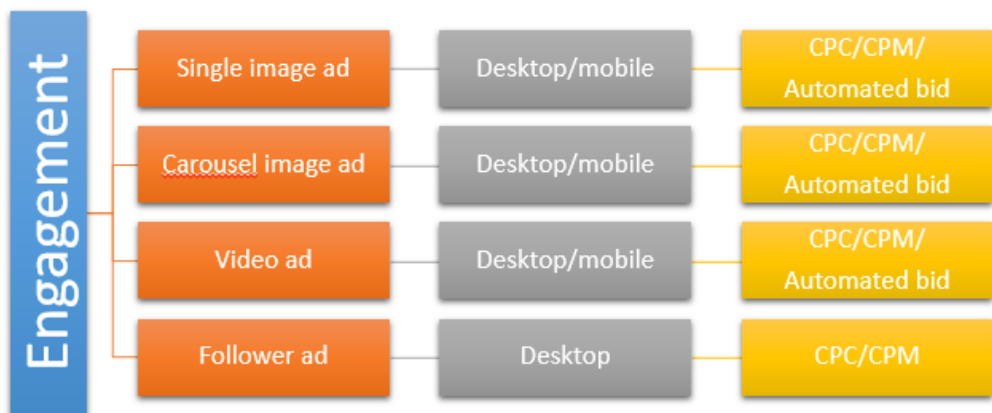 Engagement
Single image ad
Desktop/mobile
CPC/CPM/
Automated bid
Carousel image ad
Desktop/mobile
CPC/CPM/
Automated bid
Video ad
Desktop/mobile
CPC/CPM/
Automated bid
Follower ad
Desktop
CPC/CPM